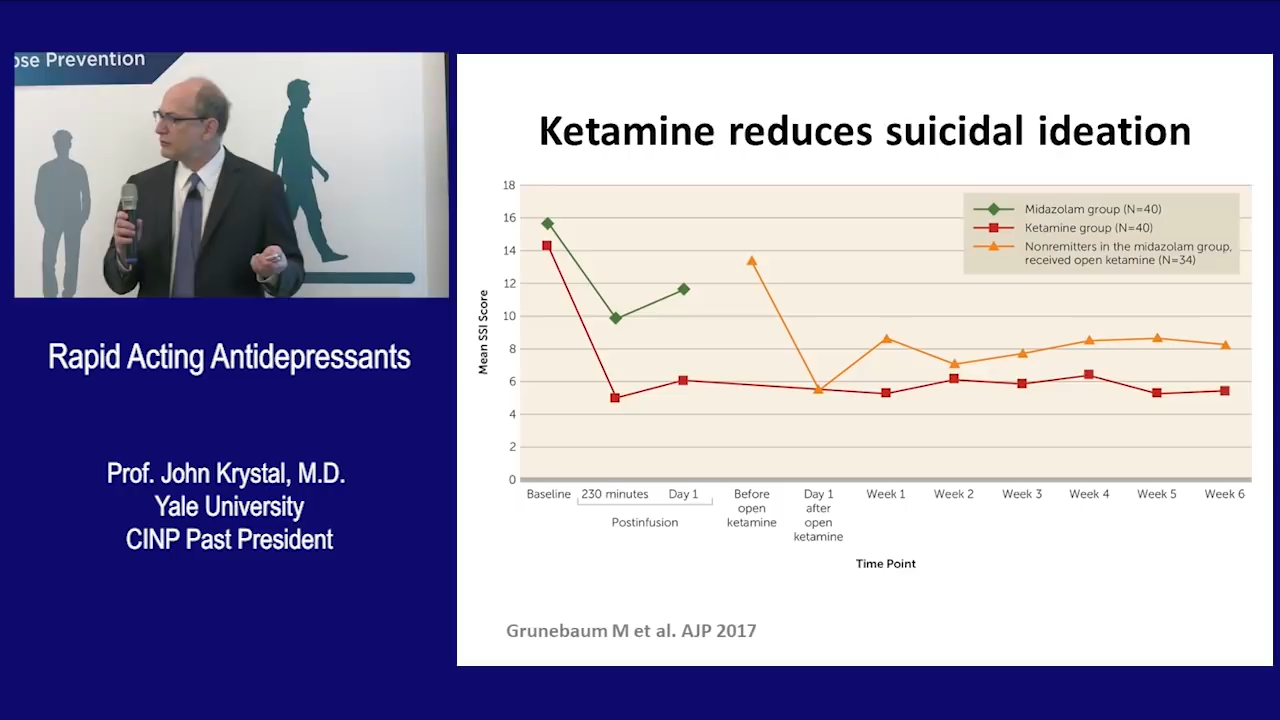 ose Prevention
Rapid Acting Antidepressants
Prof. John Krystal, M.D.
Yale University
CINP Past President
Ketamine reduces suicidal ideation
18
16
14
12
10
8
6
4
2
0
Mean SSI Score
Midazolam group (N=40)
Ketamine group (N=40)
Nonremitters in the midazolam group,
received open ketamine (N=34)
Baseline 230 minutes Day 1 Before open ketamine Day 1 after open ketamine Week 1 Week 2 Week 3 Week 4 Week 5 Week 6
Postinfusion
Time Point
Grunebaum M et al. AJP 2017